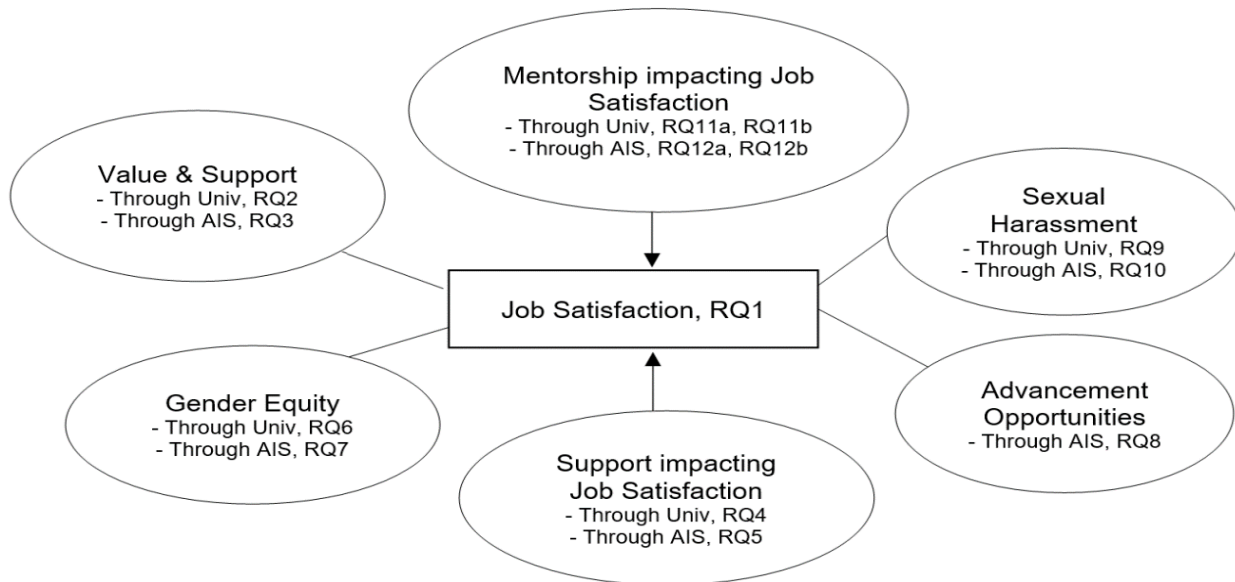 Mentorship impacting Job
Satisfaction
- Through Univ, RQ11a, RQ11b
- Through AIS, RQ12a, RQ12b
Value & Support
- Through Univ, RQ2
- Through AIS, RQ3
Sexual
Harassment
- Through Univ, RQ9
- Through AIS, RQ10
Job Satisfaction, RQ1
Gender Equity
- Through Univ, RQ6
- Through AIS, RQ7
Advancement
Opportunities
- Through AIS, RQ8
Support impacting
Job Satisfaction
- Through Univ, RQ4
- Through AIS, RQ5